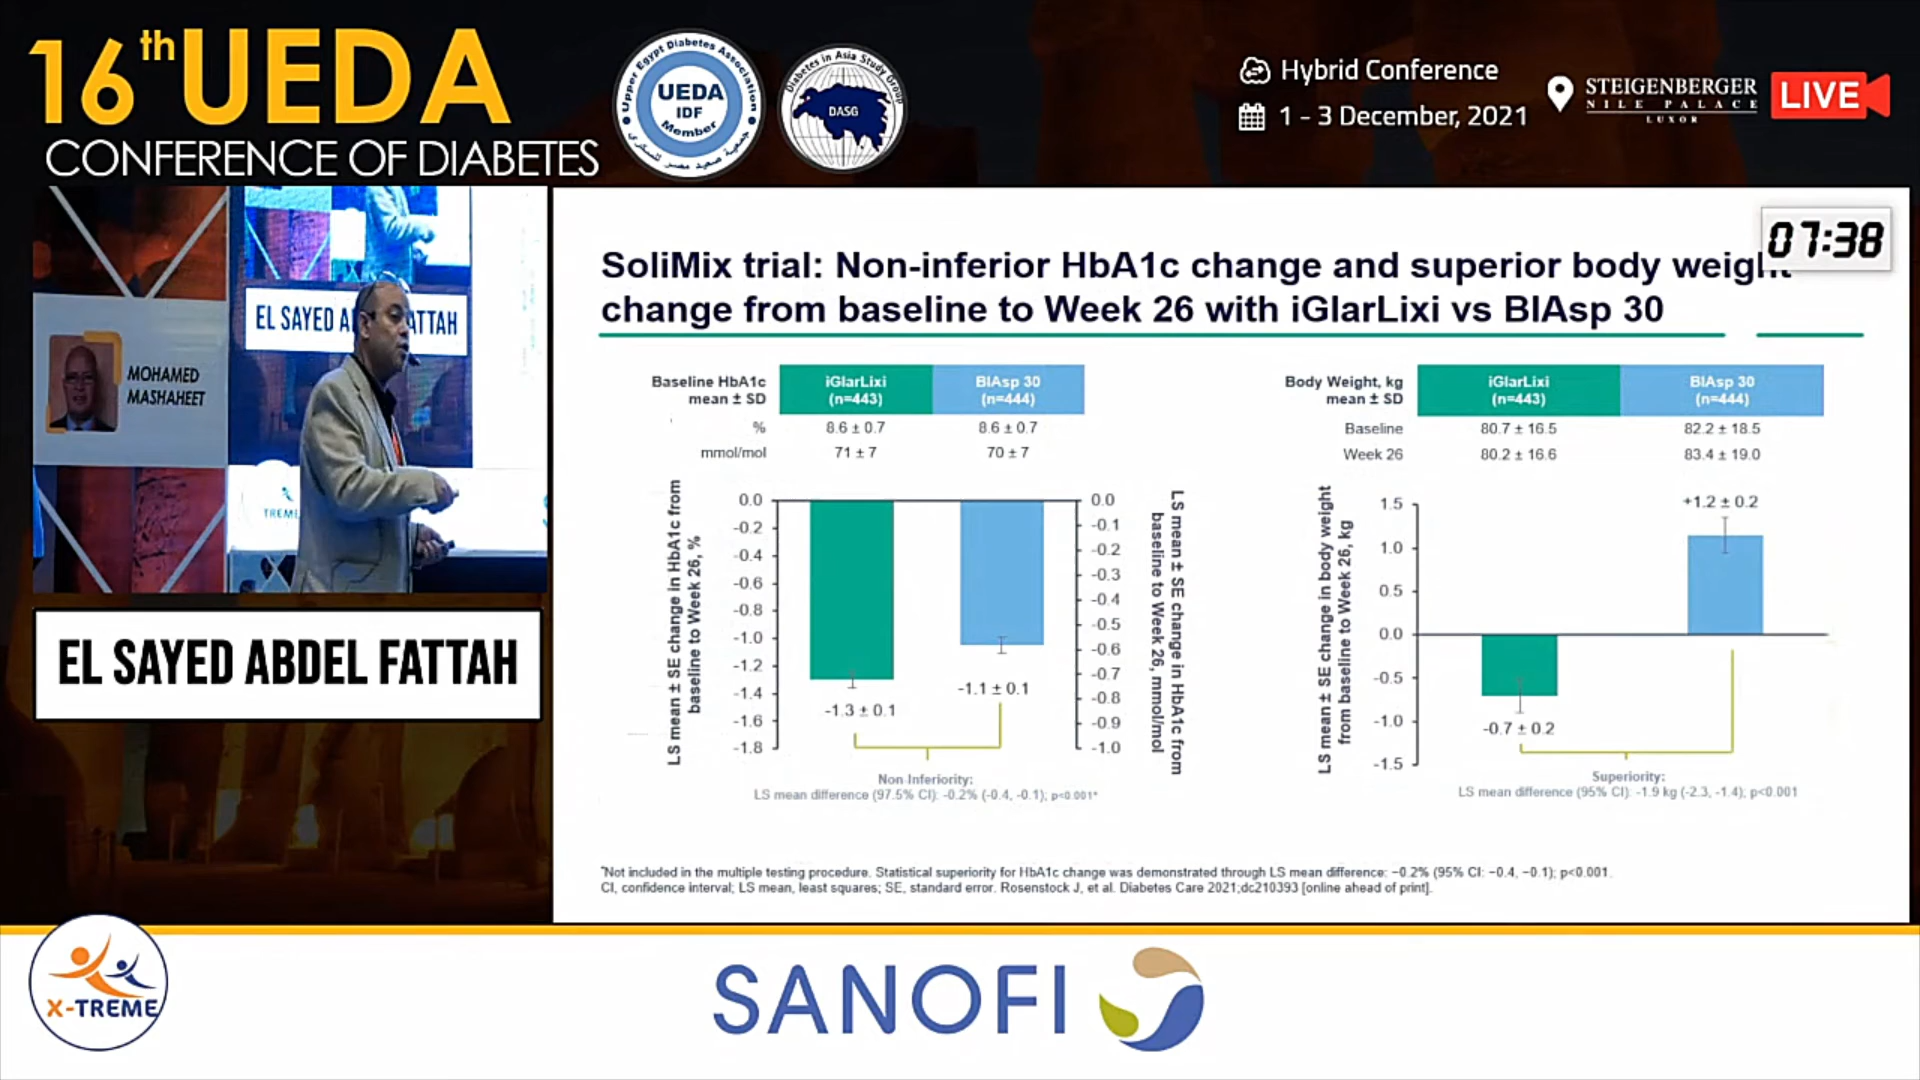 16th UEDA
CONFERENCE OF DIABETES
Upper Egypt Diabetes Association
UEDA
IDF
Member
جمعية صعيد مصر للسكرى
Diabetes in Asia Study Group
DASG
Hybrid Conference
1 - 3 December, 2021
STEIGENBERGER
NILE PALACE
LUXOR
LIVE
MOHAMED
MASHAHEET
EL SAYED A
ATTAH
TREME
EL SAYED ABDEL FATTAH
07:38
SoliMix trial: Non-inferior HbA1c change and superior body weight
change from baseline to Week 26 with iGlarLixi vs BIAsp 30
Baseline HbA1c
mean ± SD
iGlarLixi
(n=443)
BIAsp 30
(n=444)
% 8.6 ± 0.7 8.6 ± 0.7
mmol/mol 71 ± 7 70 ± 7
LS mean ± SE change in HbA1c from
baseline to Week 26, %
0.0
-0.2
-0.4
-0.6
-0.8
-1.0
-1.2
-1.4
-1.6
-1.8
-1.3 ± 0.1
-1.1 ± 0.1
0.0
-0.1
-0.2
-0.3
-0.4
-0.5
-0.6
-0.7
-0.8
-0.9
-1.0
LS mean ± SE change in HbA1c from
baseline to Week 26, mmol/mol
Non Inferiority:
LS mean difference (97.5% CI): -0.2% (-0.4, -0.1); p<0.001*
Body Weight, kg
mean ± SD
iGlarLixi
(n=443)
BIAsp 30
(n=444)
Baseline 80.7 ± 16.5 82.2 ± 18.5
Week 26 80.2 ± 16.6 83.4 ± 19.0
LS mean ± SE change in body weight
from baseline to Week 26, kg
1.5
1.0
0.5
0.0
-0.5
-1.0
-1.5
+1.2 ± 0.2
-0.7 ± 0.2
Superiority:
LS mean difference (95% CI): -1.9 kg (-2.3, -1.4); p<0.001
*Not included in the multiple testing procedure. Statistical superiority for HbA1c change was demonstrated through LS mean difference: −0.2% (95% CI: −0.4, −0.1); p<0.001.
CI, confidence interval; LS mean, least squares; SE, standard error. Rosenstock J, et al. Diabetes Care 2021;dc210393 [online ahead of print].
X-TREME
SANOFI